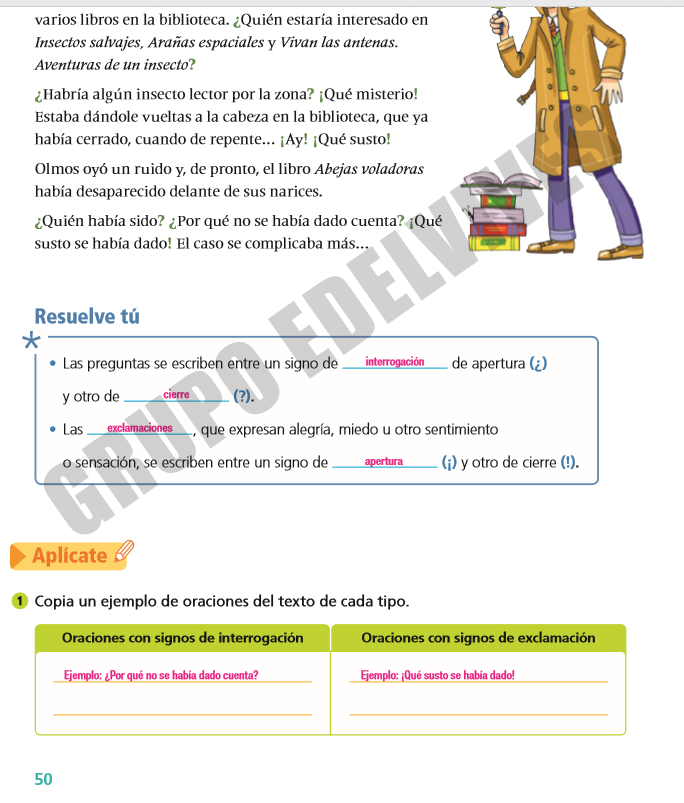 varios libros en la biblioteca. ¿Quién estaría interesado en
Insectos salvajes, Arañas espaciales y Vivan las antenas.
Aventuras de un insecto?
¿Habría algún insecto lector por la zona? ¡Qué misterio!
Estaba dándole vueltas a la cabeza en la biblioteca, que ya
había cerrado, cuando de repente... ¡Ay! ¡Qué susto!
Olmos oyó un ruido y, de pronto, el libro Abejas voladoras
había desaparecido delante de sus narices.
¿Quién había sido? ¿Por qué no se había dado cuenta? ¡Qué
susto se había dado! El caso se complicaba más...
GRUPO EDELVIVES
Resuelve tú
* 
• Las preguntas se escriben entre un signo de interrogación de apertura (¿)
y otro de cierre (?).
• Las exclamaciones, que expresan alegría, miedo u otro sentimiento
o sensación, se escriben entre un signo de apertura (¡) y otro de cierre (!).
Aplícate
1 Copia un ejemplo de oraciones del texto de cada tipo.
Oraciones con signos de interrogación
Oraciones con signos de exclamación
Ejemplo: ¿Por qué no se había dado cuenta?
Ejemplo: ¡Qué susto se había dado!
50